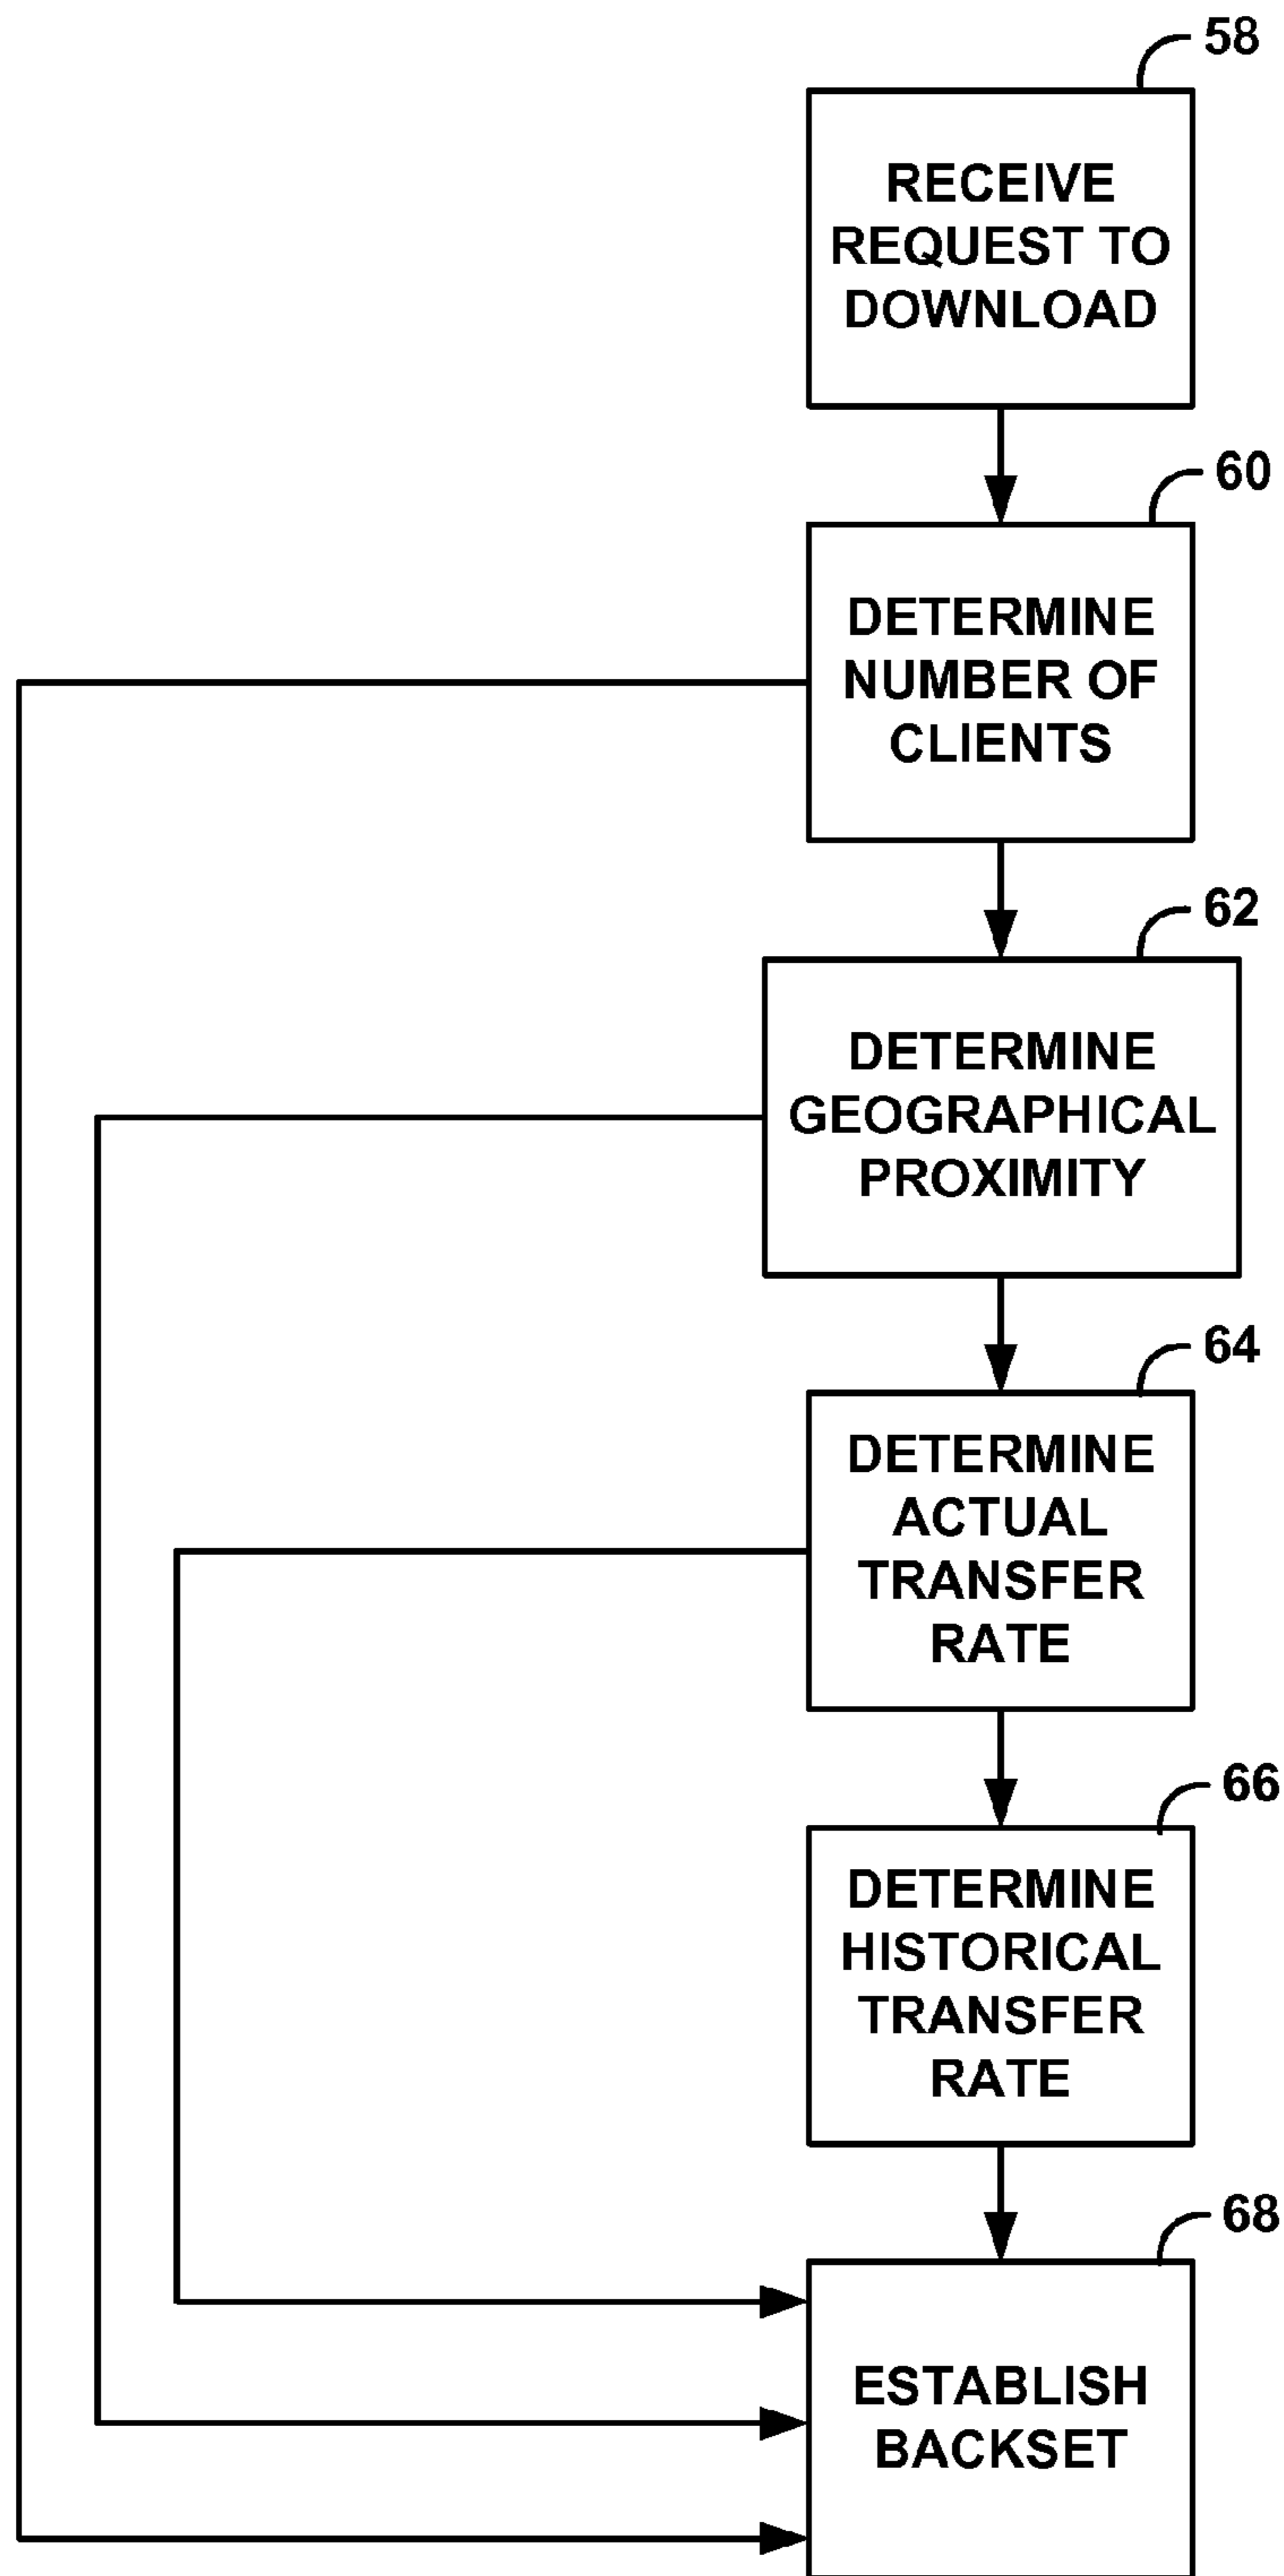 58
RECEIVE
REQUEST TO
DOWNLOAD
60
DETERMINE
NUMBER OF
CLIENTS
62
DETERMINE
GEOGRAPHICAL
PROXIMITY
64
DETERMINE
ACTUAL
TRANSFER
RATE
66
DETERMINE
HISTORICAL
TRANSFER
RATE
68
ESTABLISH
BACKSET